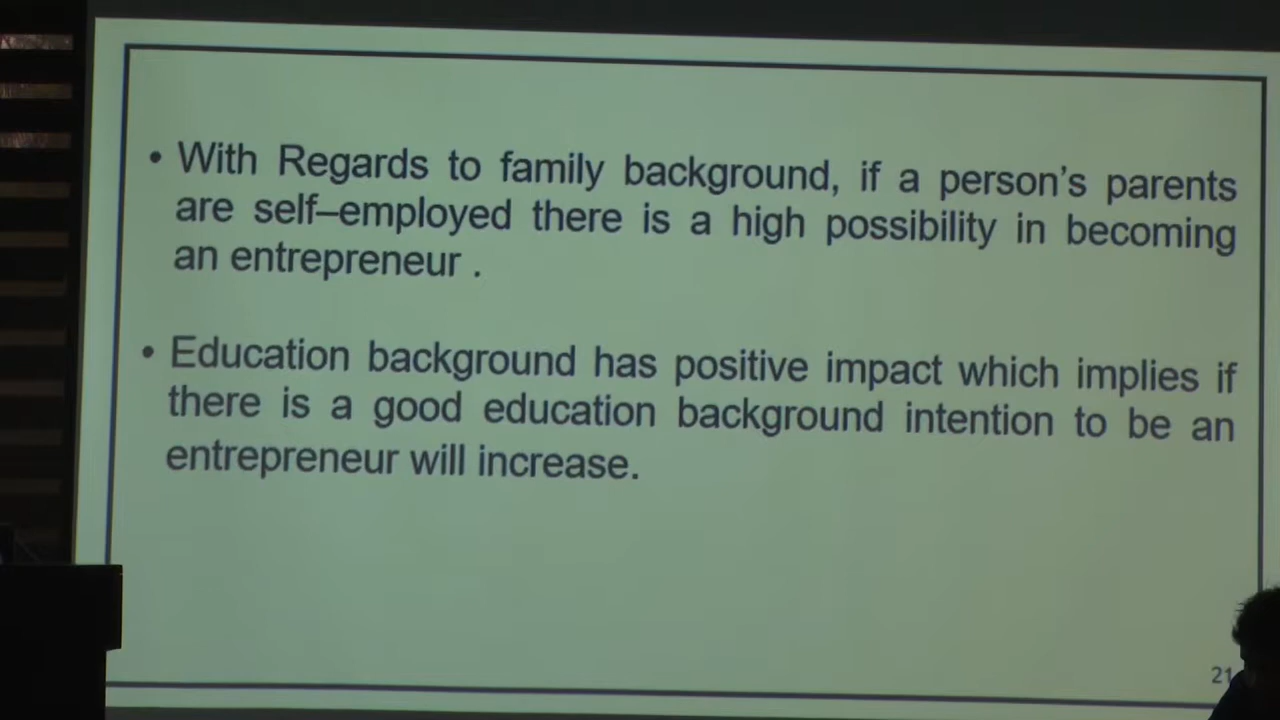 • With Regards to family background, if a person's parents
are self–employed there is a high possibility in becoming
an entrepreneur .
• Education background has positive impact which implies if
there is a good education background intention to be an
entrepreneur will increase.
21